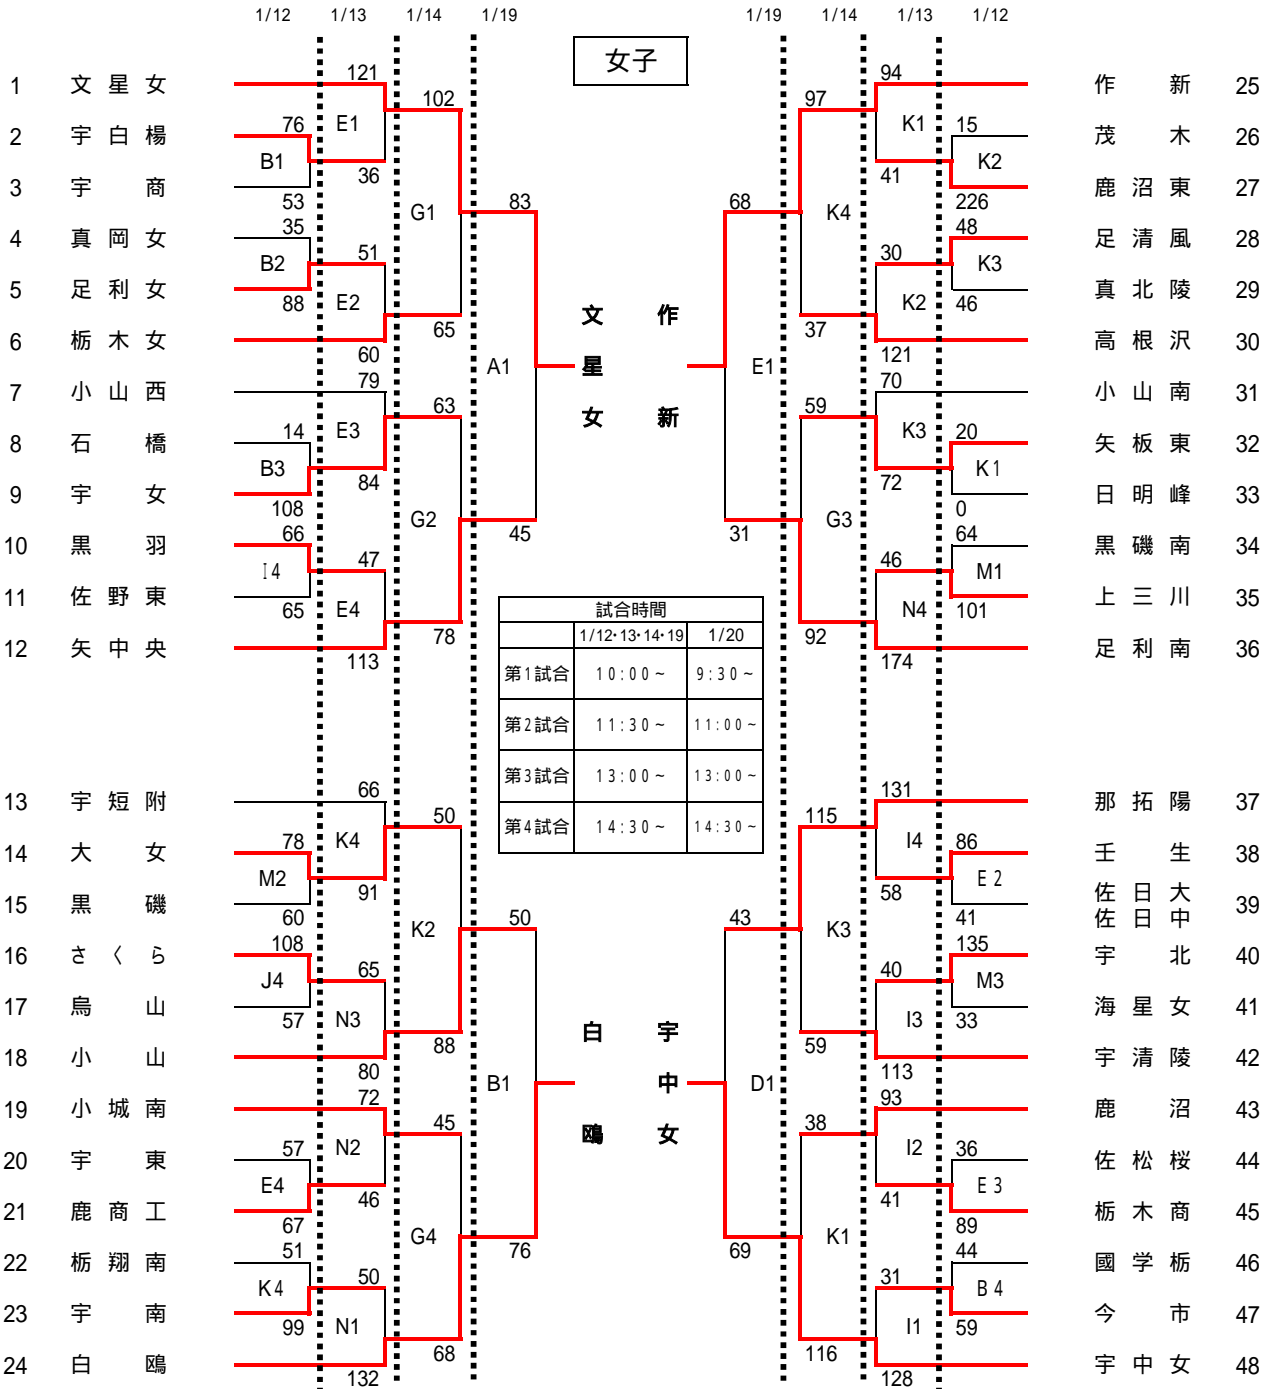 1/12 1/13 1/14 1/19 1/19 1/14 1/13 1/12
女子
1 文星女 121 94 作新 25
102 97
2 宇白楊 76 E1 K1 15 茂木 26
B1 K2
3 宇商 36 41 鹿沼東 27
53 G1 83 68 K4 226
4 真岡女 35 48 足清風 28
B2 51 30 K3
5 足利女 88 E2 K2 46 真北陵 29
65 文 作 37
6 栃木女 60 121 高根沢 30
A1 星 E1
7 小山西 79 70 小山南 31
63 女 新 59
8 石橋 14 E3 K3 20 矢板東 32
B3 K1
9 宇女 84 72 日明峰 33
108 0
G2 45 31 G3
10 黒羽 66 64 黒磯南 34
I4 47 46 M1
11 佐野東 65 E4 N4 101 上三川 35
78 92
12 矢中央 113 174 足利南 36
試合時間
1/12・13・14・19 1/20
第1試合 10:00~ 9:30~
第2試合 11:30~ 11:00~
第3試合 13:00~ 13:00~
第4試合 14:30~ 14:30~
13 宇短附 66 131 那拓陽 37
50 115
14 大女 78 K4 I4 86 壬生 38
M2 E2
15 黒磯 91 58 佐日大 佐日中 39
60 41
K2 50 43 K3
16 さくら 108 135 宇北 40
J4 65 40 M3
17 烏山 57 N3 I3 33 海星女 41
88 白 宇 59
18 小山 80 113 宇清陵 42
B1 中 D1
19 小城南 72 93 鹿沼 43
45 鴎 女 38
20 宇東 57 N2 I2 36 佐松桜 44
E4 E3
21 鹿商工 46 41 栃木商 45
67 89
G4 76 69 K1
22 栃翔南 51 44 國学栃 46
K4 50 31 B4
23 宇南 99 N1 I1 59 今市 47
68 116
24 白鴎 132 128 宇中女 48